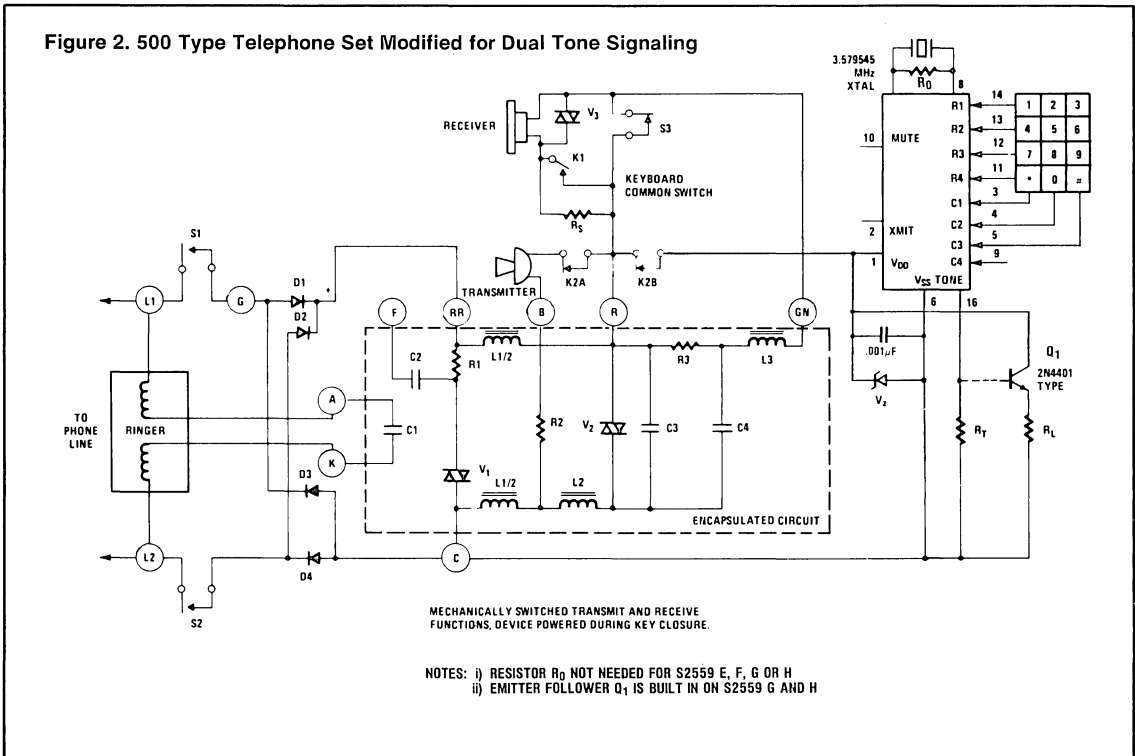 Figure 2. 500 Type Telephone Set Modified for Dual Tone Signaling
3.579545
MHz
XTAL
R0
8
RECEIVER
V3
S3
K1
KEYBOARD
COMMON SWITCH
RS
10 MUTE
2 XMIT
1 VDD
R1 14
R2 13
R3 12
R4 11
C1 3
C2 4
C3 5
C4 9
1 2 3
4 5 6
7 8 9
* 0 #
VSS TONE
6 16
S1
L1
G
D1
+
D2
TRANSMITTER
K2A
K2B
F
RR
B
R
GN
C2
R1
L1/2
R3
L3
.001μF
Q1
2N4401
TYPE
VZ
RT
RL
TO
PHONE
LINE
RINGER
A
C1
K
R2
V2
C3
C4
V1
L1/2
L2
D3
ENCAPSULATED CIRCUIT
L2
D4
C
S2
MECHANICALLY SWITCHED TRANSMIT AND RECEIVE
FUNCTIONS, DEVICE POWERED DURING KEY CLOSURE.
NOTES: i) RESISTOR R0 NOT NEEDED FOR S2559 E, F, G OR H
ii) EMITTER FOLLOWER Q1 IS BUILT IN ON S2559 G AND H